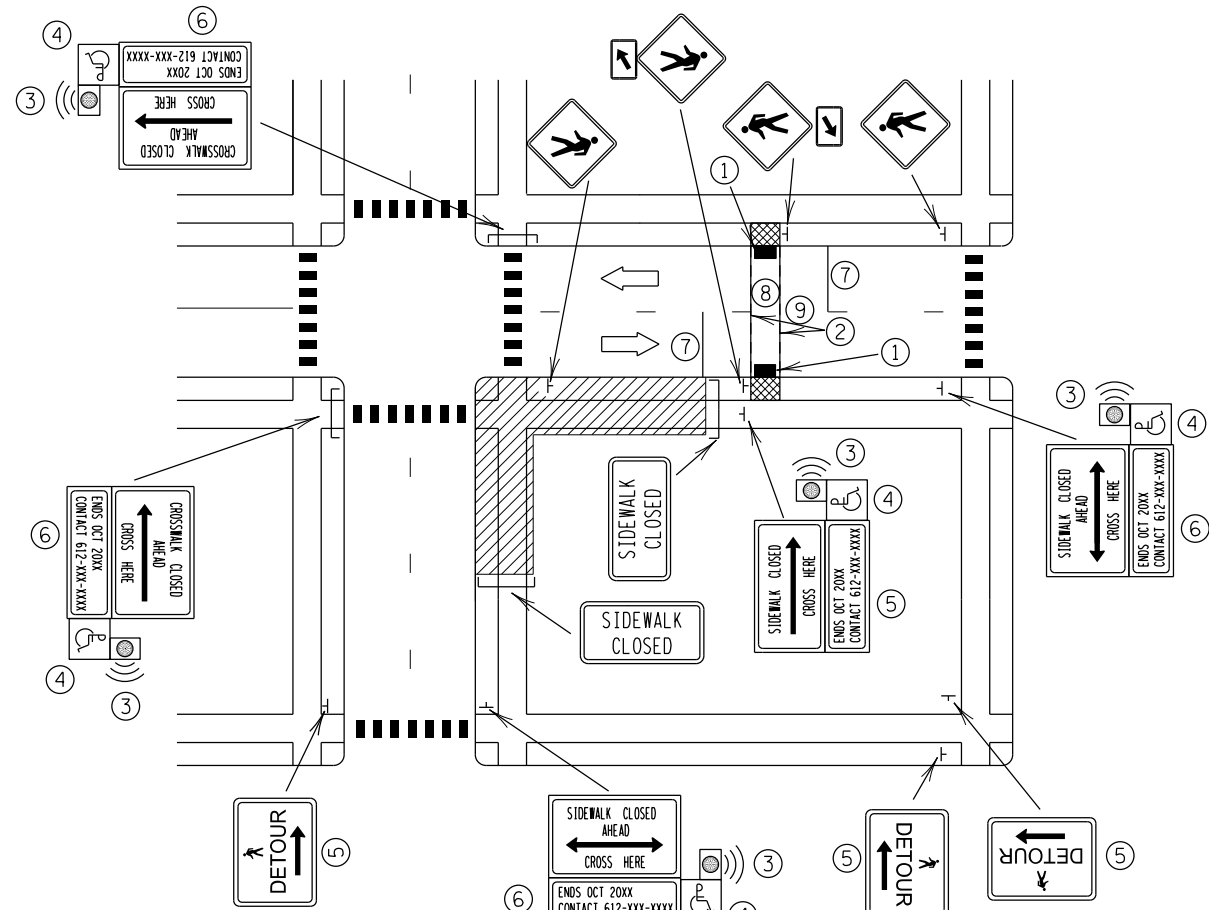 ④
⑥
③
ENDS OCT 20XX
CONTACT 612-XXX-XXXX
CROSSWALK CLOSED
AHEAD
CROSS HERE
①
⑧
⑦
⑨
②
⑦
①
③
④
SIDEWALK CLOSED
AHEAD
CROSS HERE
ENDS OCT 20XX
CONTACT 612-XXX-XXXX
⑥
SIDEWALK
CLOSED
③
④
SIDEWALK CLOSED
CROSS HERE
ENDS OCT 20XX
CONTACT 612-XXX-XXXX
⑤
⑥
CROSSWALK CLOSED
AHEAD
CROSS HERE
ENDS OCT 20XX
CONTACT 612-XXX-XXXX
④
③
SIDEWALK
CLOSED
DETOUR
⑤
SIDEWALK CLOSED
AHEAD
CROSS HERE
③
⑥
ENDS OCT 20XX
CONTACT 612-XXX-XXXX
④
⑤
DETOUR
DETOUR
⑤